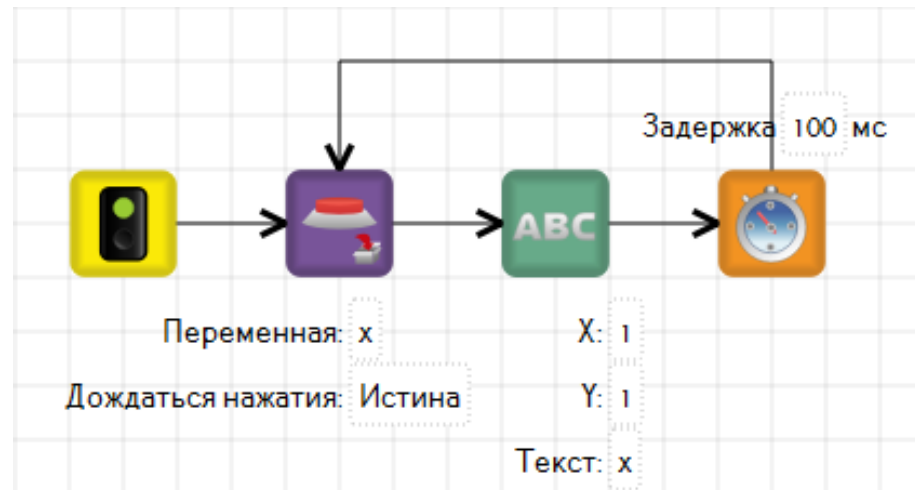 Задержка 100 мс
ABC
Переменная: x
Дождаться нажатия: Истина
X: 1
Y: 1
Текст: x